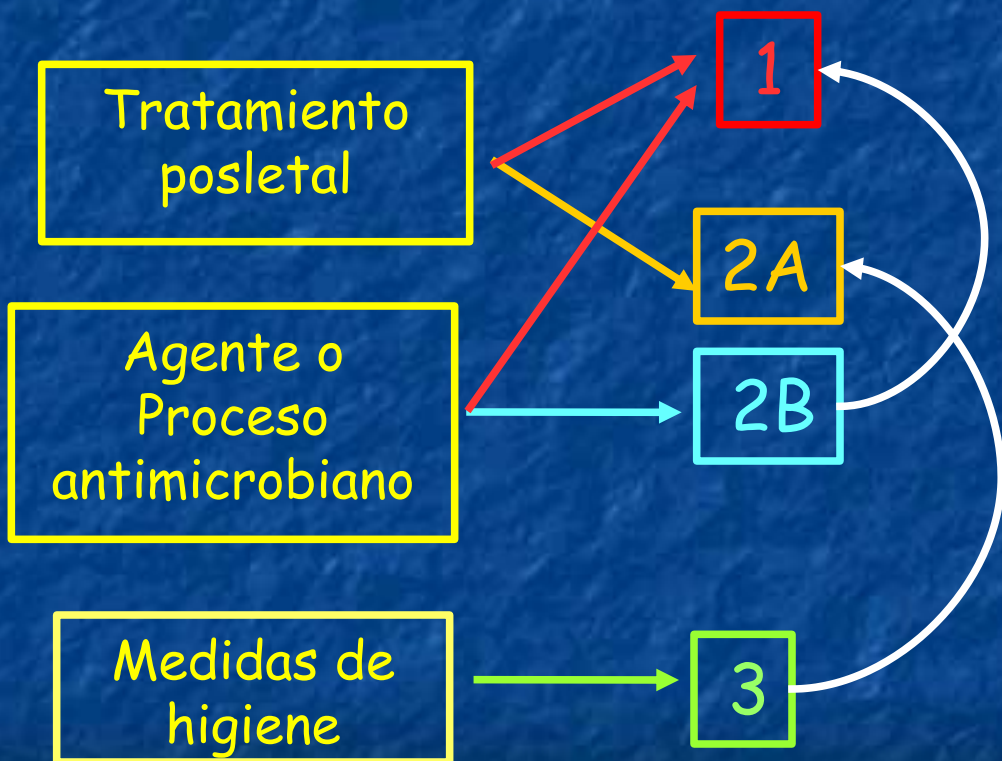 Tratamiento
posletal
1
2A
Agente o
Proceso
antimicrobiano
2B
Medidas de
higiene
3